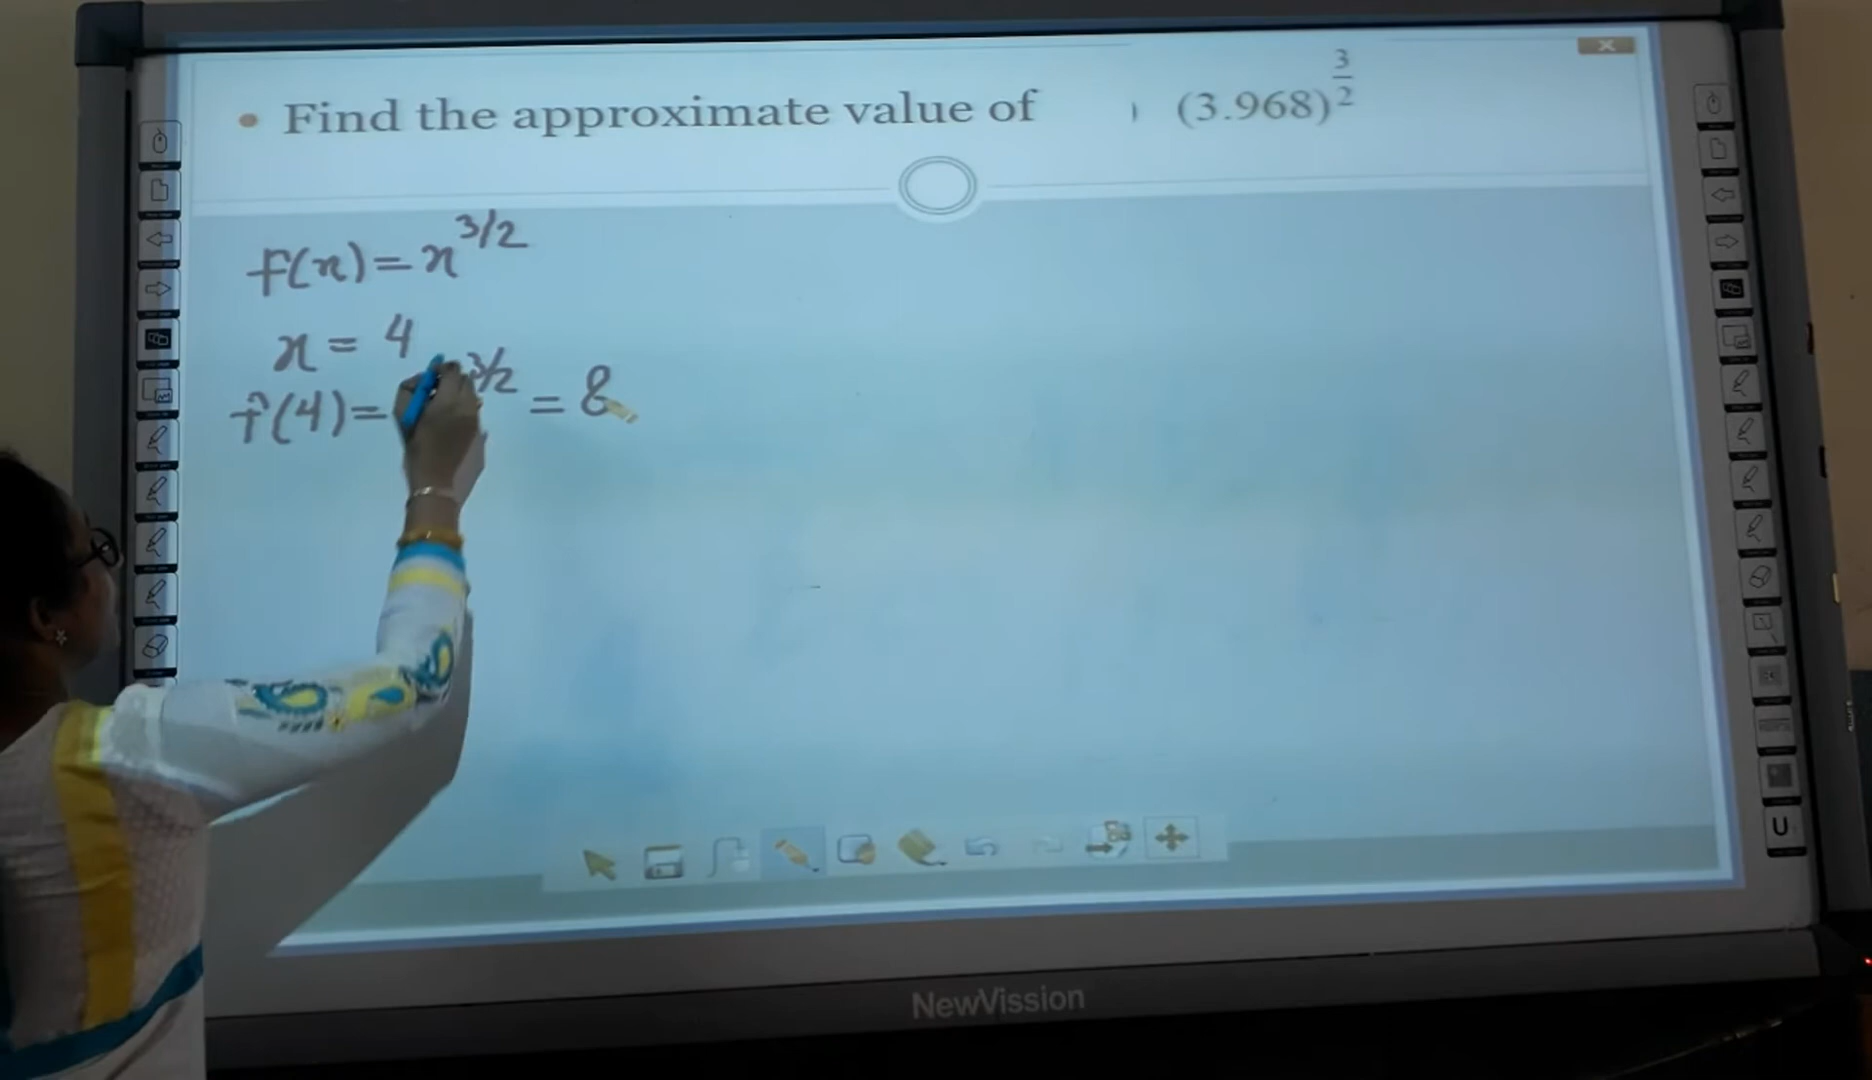 • Find the approximate value of ) (3.968)^{3/2}
f(x) = x^{3/2}
x = 4
f(4) = ^{3/2} = 8
U
NewVission